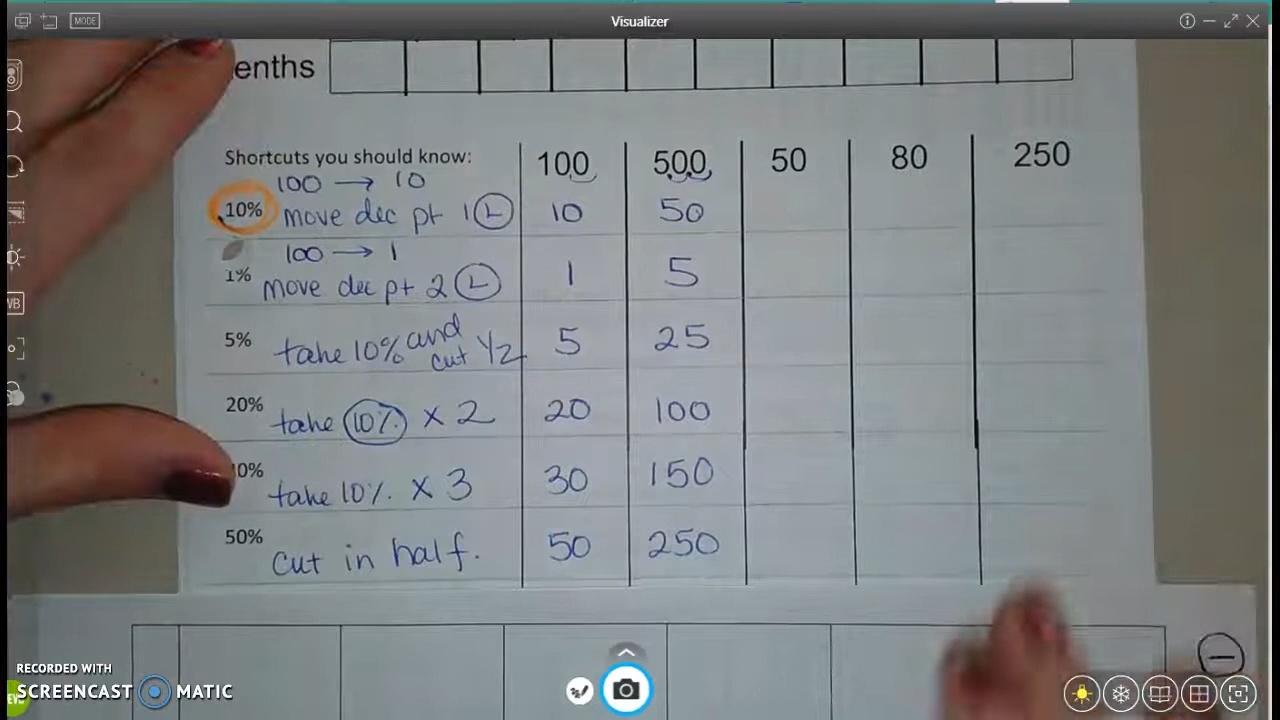 MODE
Visualizer
enths
Shortcuts you should know: 100 500 50 80 250
100 → 10
10% move dec pt 1 L 10 50
100 → 1
1% move dec pt 2 L 1 5
5% take 10% and cut 1/2 5 25
20% take 10% x 2 20 100
0% take 10% x 3 30 150
50% cut in half. 50 250
WB
RECORDED WITH
SCREENCAST MATIC